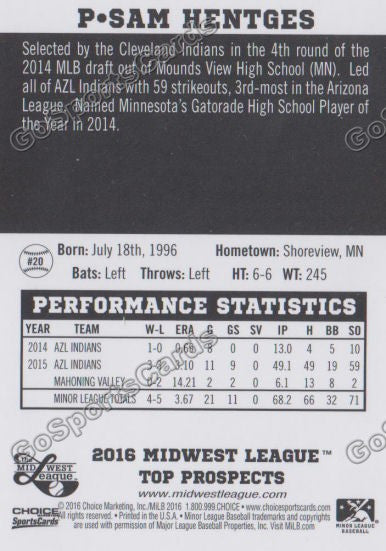 P•SAM HENTGES
Selected by the Cleveland Indians in the 4th round of the
2014 MLB draft out of Mounds View High School (MN). Led
all of AZL Indians with 59 strikeouts, 3rd-most in the Arizona
League. Named Minnesota's Gatorade High School Player of
the Year in 2014.
#20
Born: July 18th, 1996 Hometown: Shoreview, MN
Bats: Left Throws: Left HT: 6-6 WT: 245
PERFORMANCE STATISTICS
YEAR TEAM W-L ERA G GS SV IP H BB SO
2014 AZL INDIANS 1-0 0.68 8 0 0 13.0 4 5 10
2015 AZL INDIANS 3-3 3.10 11 9 0 49.1 49 19 59
MAHONING VALLEY 0-2 14.21 2 2 0 6.1 13 8 2
MINOR LEAGUE TOTALS 4-5 3.67 21 11 0 68.2 66 32 71
The
MIDWEST
League
2016 MIDWEST LEAGUE™
TOP PROSPECTS
www.midwestleague.com
CHOICE
SportsCards
© 2016 Choice Marketing, Inc./MiLB 2016 1.800.999.CHOICE • www.choicesportscards.com
Printed in the U.S.A. • Minor League Baseball trademarks and copyrights
are used with permission of Major League Baseball Properties, Inc. Visit MiLB.com
MINOR LEAGUE
BASEBALL
GoSportsCards
GoSportsCards
GoSportsCards
GoSportsCards